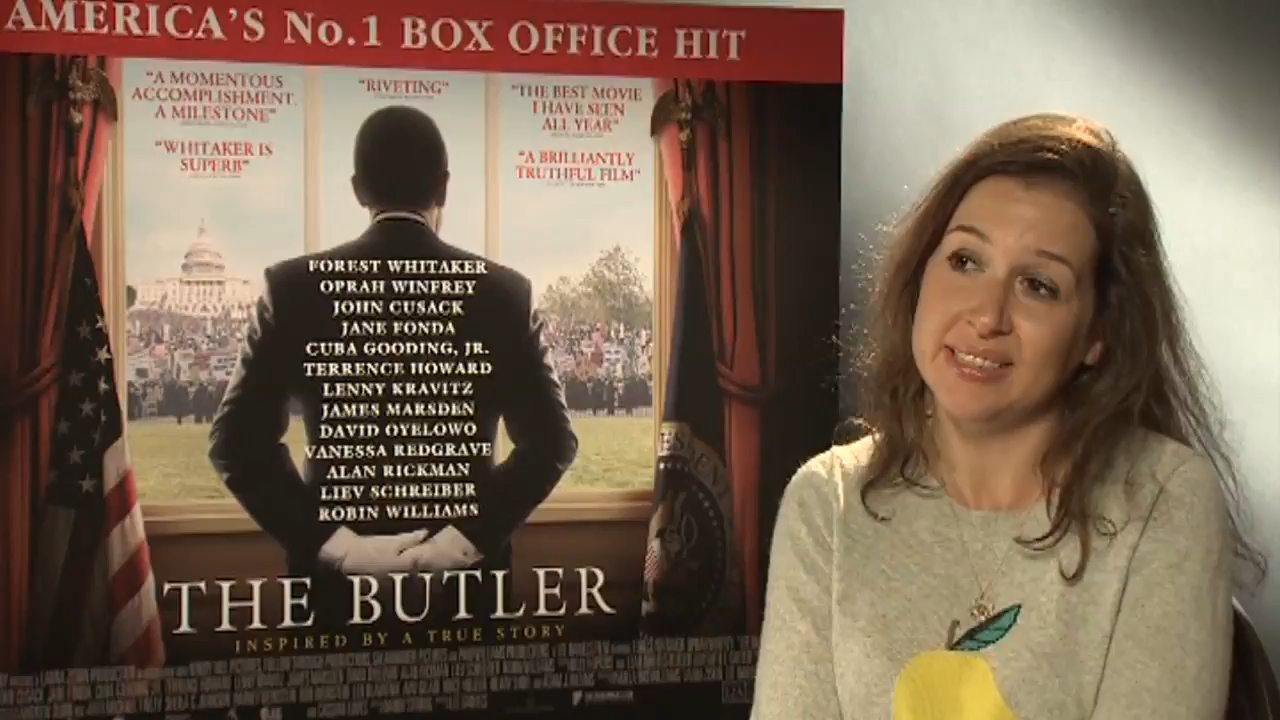 AMERICA'S No.1 BOX OFFICE HIT
"A MOMENTOUS
ACCOMPLISHMENT,
A MILESTONE"
"WHITAKER IS
SUPERB"
"RIVETING"
"THE BEST MOVIE
I HAVE SEEN
ALL YEAR"
"A BRILLIANTLY
TRUTHFUL FILM"
FOREST WHITAKER
OPRAH WINFREY
JOHN CUSACK
JANE FONDA
CUBA GOODING, JR.
TERRENCE HOWARD
LENNY KRAVITZ
JAMES MARSDEN
DAVID OYELOWO
VANESSA REDGRAVE
ALAN RICKMAN
LIEV SCHREIBER
ROBIN WILLIAMS
THE BUTLER
INSPIRED BY A TRUE STORY